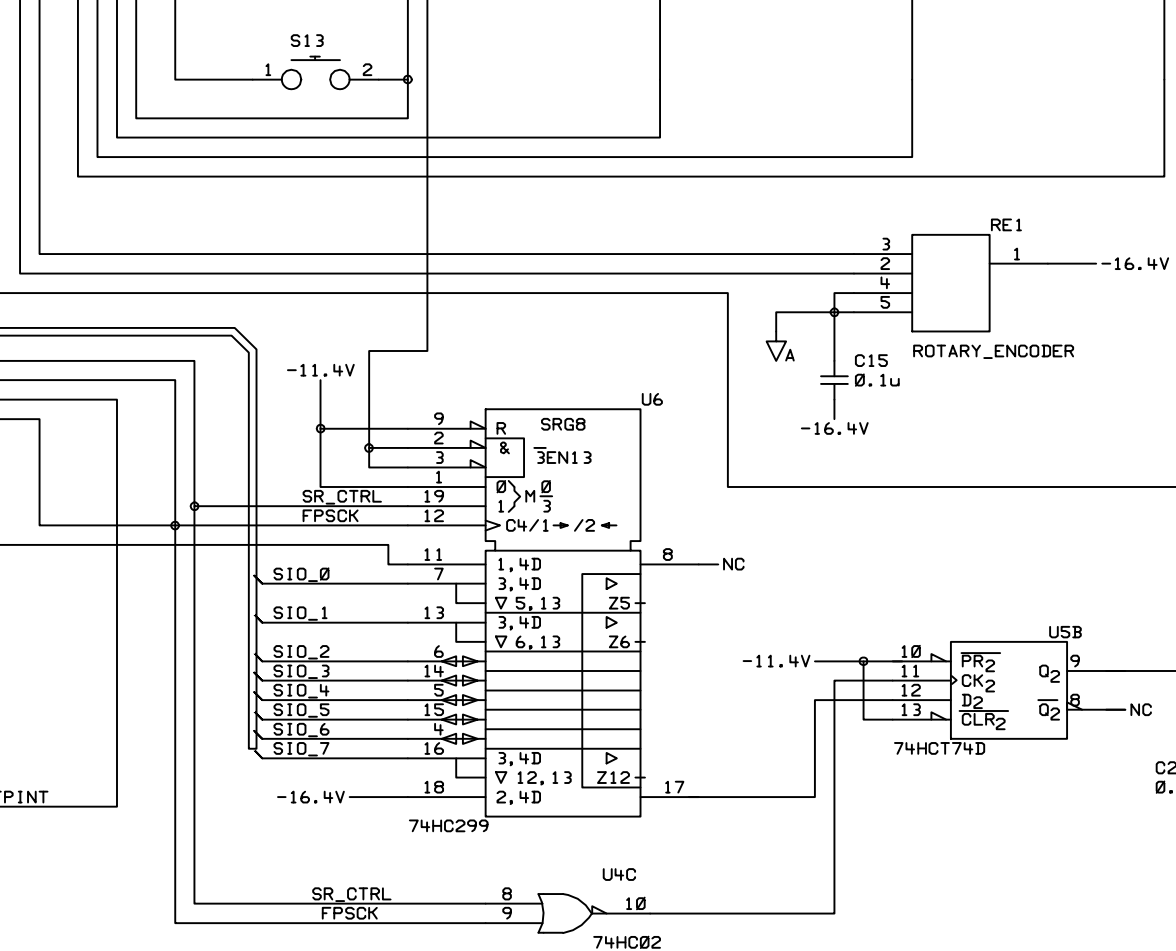 S13
1 2
RE1
3
2
4
5
1
-16.4V
A
ROTARY_ENCODER
C15
0.1u
-16.4V
-11.4V
U6
9
2
3
1
SR_CTRL 19
FPSCK 12
R
SRG8
&
3EN13
0
1
M 0
3
C4/1→/2←
11 1,4D
8 NC
SIO_0 7 3,4D
▽ 5,13 Z5
SIO_1 13 3,4D
▽ 6,13 Z6
SIO_2 6
SIO_3 14
SIO_4 5
SIO_5 15
SIO_6 4
SIO_7 16 3,4D
▽ 12,13 Z12
-16.4V 18 2,4D
17
74HC299
U5B
-11.4V
10 PR2
11 CK2
12 D2
13 CLR2
Q2 9
Q2 8 NC
74HCT74D
C2
0.
PINT
U4C
SR_CTRL 8
FPSCK 9
10
74HC02